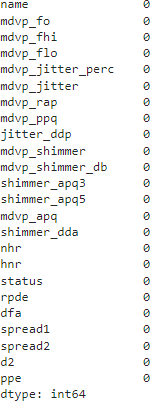 name 0
mdvp_fo 0
mdvp_fhi 0
mdvp_flo 0
mdvp_jitter_perc 0
mdvp_jitter 0
mdvp_rap 0
mdvp_ppq 0
jitter_ddp 0
mdvp_shimmer 0
mdvp_shimmer_db 0
shimmer_apq3 0
shimmer_apq5 0
mdvp_apq 0
shimmer_dda 0
nhr 0
hnr 0
status 0
rpde 0
dfa 0
spread1 0
spread2 0
d2 0
ppe 0
dtype: int64